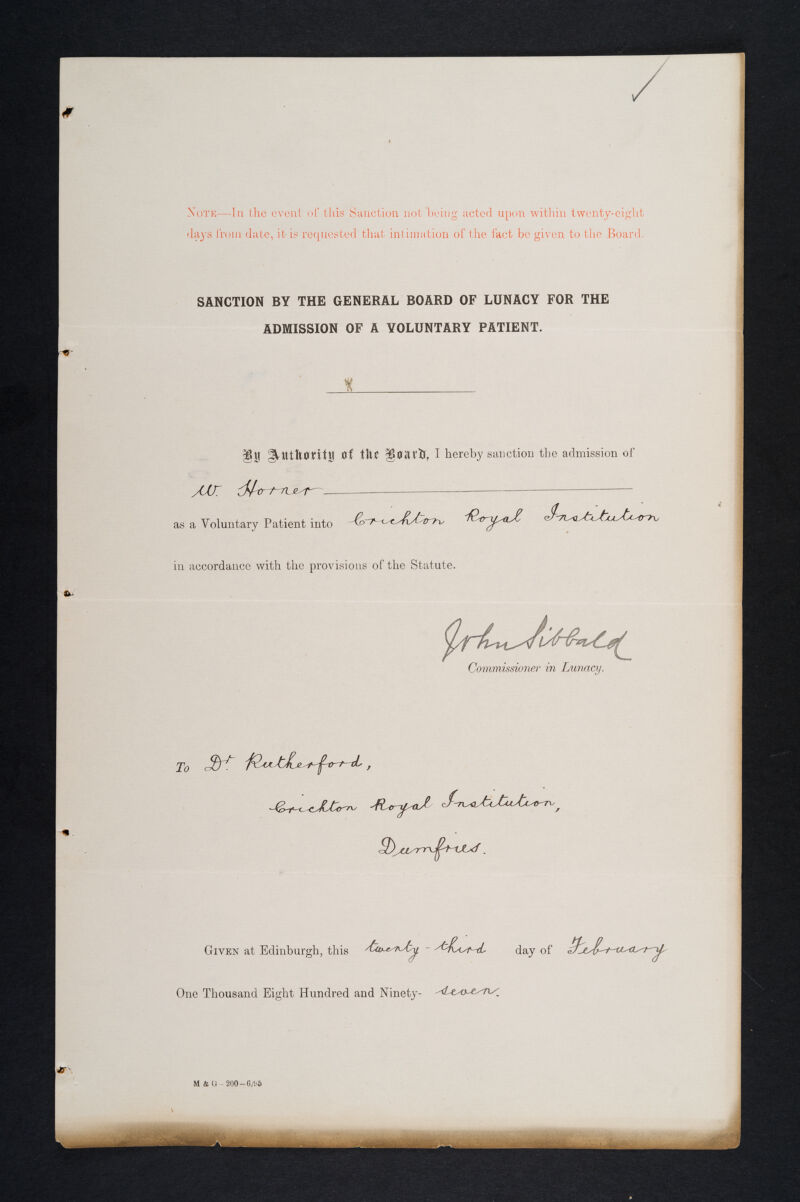 NOTE—In the event of this Sanction not being acted upon within twenty-eight
days from date, it is requested that intimation of the fact be given to the Board.
SANCTION BY THE GENERAL BOARD OF LUNACY FOR THE
ADMISSION OF A VOLUNTARY PATIENT.
By Authority of the Board, I hereby sanction the admission of
W. Horner
as a Voluntary Patient into Crichton Royal Institution
in accordance with the provisions of the Statute.
John Sibbald
Commissioner in Lunacy.
To Dr. Rutherford,
Crichton Royal Institution,
Dumfries.
GIVEN at Edinburgh, this twenty-third day of February
One Thousand Eight Hundred and Ninety-seven.
M & G - 200-6/95